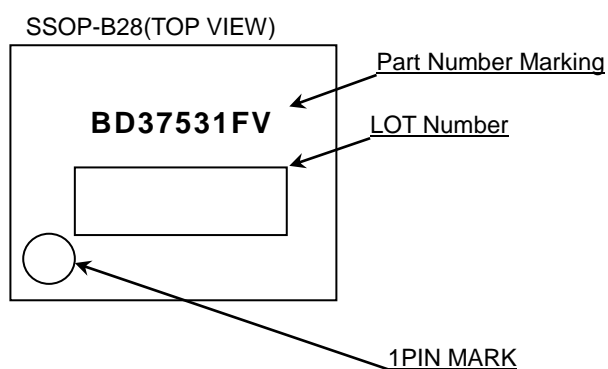 SSOP-B28(TOP VIEW)
Part Number Marking
BD37531FV
LOT Number
1PIN MARK